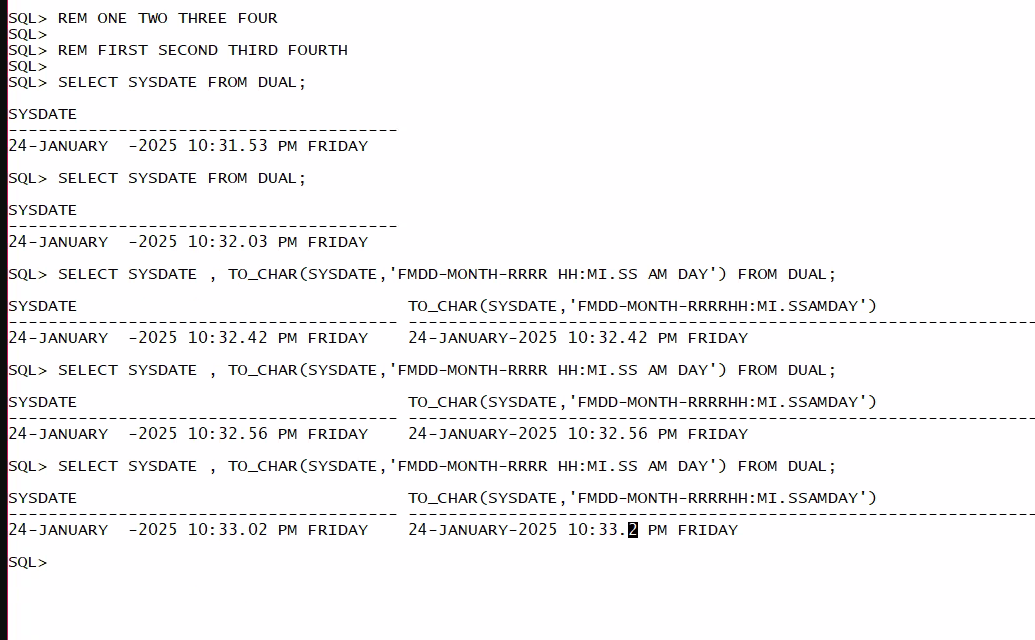 SQL> REM ONE TWO THREE FOUR
SQL>
SQL> REM FIRST SECOND THIRD FOURTH
SQL>
SQL> SELECT SYSDATE FROM DUAL;
SYSDATE
---------------------------------------
24-JANUARY  -2025 10:31.53 PM FRIDAY
SQL> SELECT SYSDATE FROM DUAL;
SYSDATE
---------------------------------------
24-JANUARY  -2025 10:32.03 PM FRIDAY
SQL> SELECT SYSDATE , TO_CHAR(SYSDATE,'FMDD-MONTH-RRRR HH:MI.SS AM DAY') FROM DUAL;
SYSDATE                                 TO_CHAR(SYSDATE,'FMDD-MONTH-RRRRHH:MI.SSAMDAY')
--------------------------------------- ---------------------------------------------------------------
24-JANUARY  -2025 10:32.42 PM FRIDAY    24-JANUARY-2025 10:32.42 PM FRIDAY
SQL> SELECT SYSDATE , TO_CHAR(SYSDATE,'FMDD-MONTH-RRRR HH:MI.SS AM DAY') FROM DUAL;
SYSDATE                                 TO_CHAR(SYSDATE,'FMDD-MONTH-RRRRHH:MI.SSAMDAY')
--------------------------------------- ---------------------------------------------------------------
24-JANUARY  -2025 10:32.56 PM FRIDAY    24-JANUARY-2025 10:32.56 PM FRIDAY
SQL> SELECT SYSDATE , TO_CHAR(SYSDATE,'FMDD-MONTH-RRRR HH:MI.SS AM DAY') FROM DUAL;
SYSDATE                                 TO_CHAR(SYSDATE,'FMDD-MONTH-RRRRHH:MI.SSAMDAY')
--------------------------------------- ---------------------------------------------------------------
24-JANUARY  -2025 10:33.02 PM FRIDAY    24-JANUARY-2025 10:33.2 PM FRIDAY
SQL>